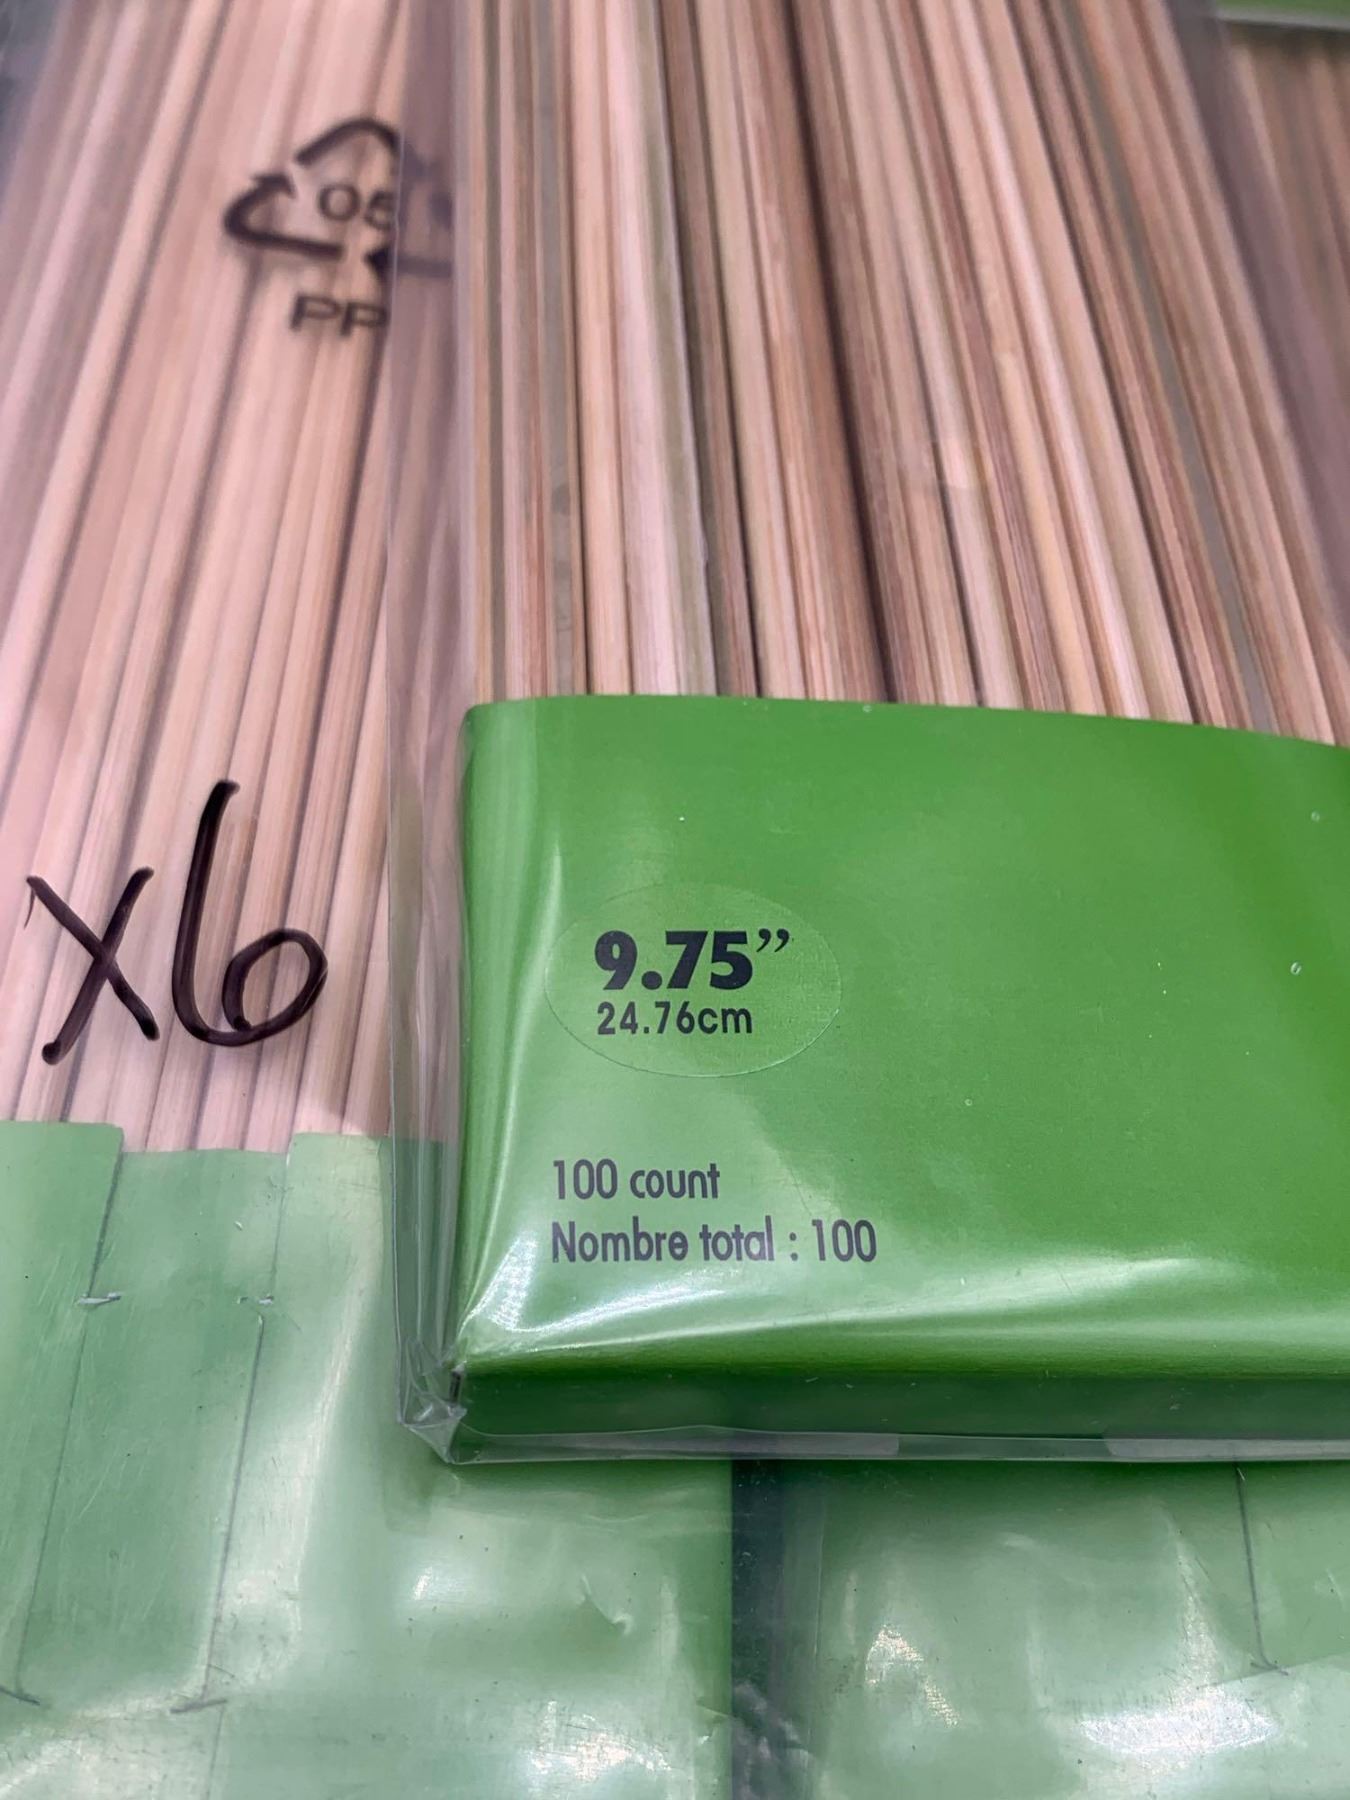 05
PP
X6
9.75”
24.76cm
100 count
Nombre total : 100